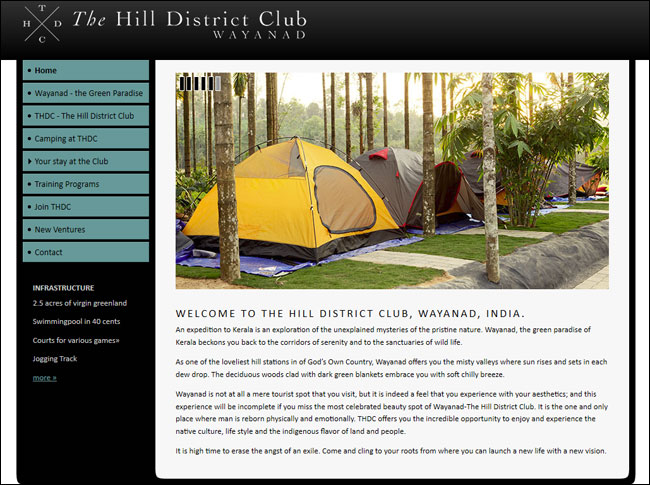 T
H D
C
The Hill District Club
WAYANAD
Home
Wayanad - the Green Paradise
THDC - The Hill District Club
Camping at THDC
Your stay at the Club
Training Programs
Join THDC
New Ventures
Contact
INFRASTRUCTURE
2.5 acres of virgin greenland
Swimmingpool in 40 cents
Courts for various games»
Jogging Track
more »
WELCOME TO THE HILL DISTRICT CLUB, WAYANAD, INDIA.
An expedition to Kerala is an exploration of the unexplained mysteries of the pristine nature. Wayanad, the green paradise of
Kerala beckons you back to the corridors of serenity and to the sanctuaries of wild life.
As one of the loveliest hill stations in of God's Own Country, Wayanad offers you the misty valleys where sun rises and sets in each
dew drop. The deciduous woods clad with dark green blankets embrace you with soft chilly breeze.
Wayanad is not at all a mere tourist spot that you visit, but it is indeed a feel that you experience with your aesthetics; and this
experience will be incomplete if you miss the most celebrated beauty spot of Wayanad-The Hill District Club. It is the one and only
place where man is reborn physically and emotionally. THDC offers you the incredible opportunity to enjoy and experience the
native culture, life style and the indigenous flavor of land and people.
It is high time to erase the angst of an exile. Come and cling to your roots from where you can launch a new life with a new vision.